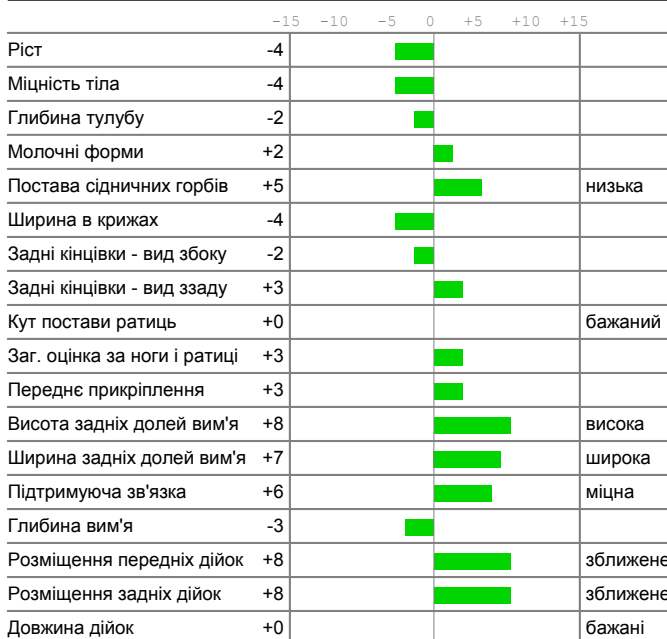 -15 -10 -5 0 +5 +10 +15
Ріст -4
Міцність тіла -4
Глибина тулубу -2
Молочні форми +2
Постава сідничних горбів +5 низька
Ширина в крижах -4
Задні кінцівки - вид збоку -2
Задні кінцівки - вид ззаду +3
Кут постави ратиць +0 бажаний
Заг. оцінка за ноги і ратиці +3
Переднє прикріплення +3
Висота задніх долей вим'я +8 висока
Ширина задніх долей вим'я +7 широка
Підтримуюча зв'язка +6 міцна
Глибина вим'я -3
Розміщення передніх дійок +8 зближене
Розміщення задніх дійок +8 зближене
Довжина дійок +0 бажані